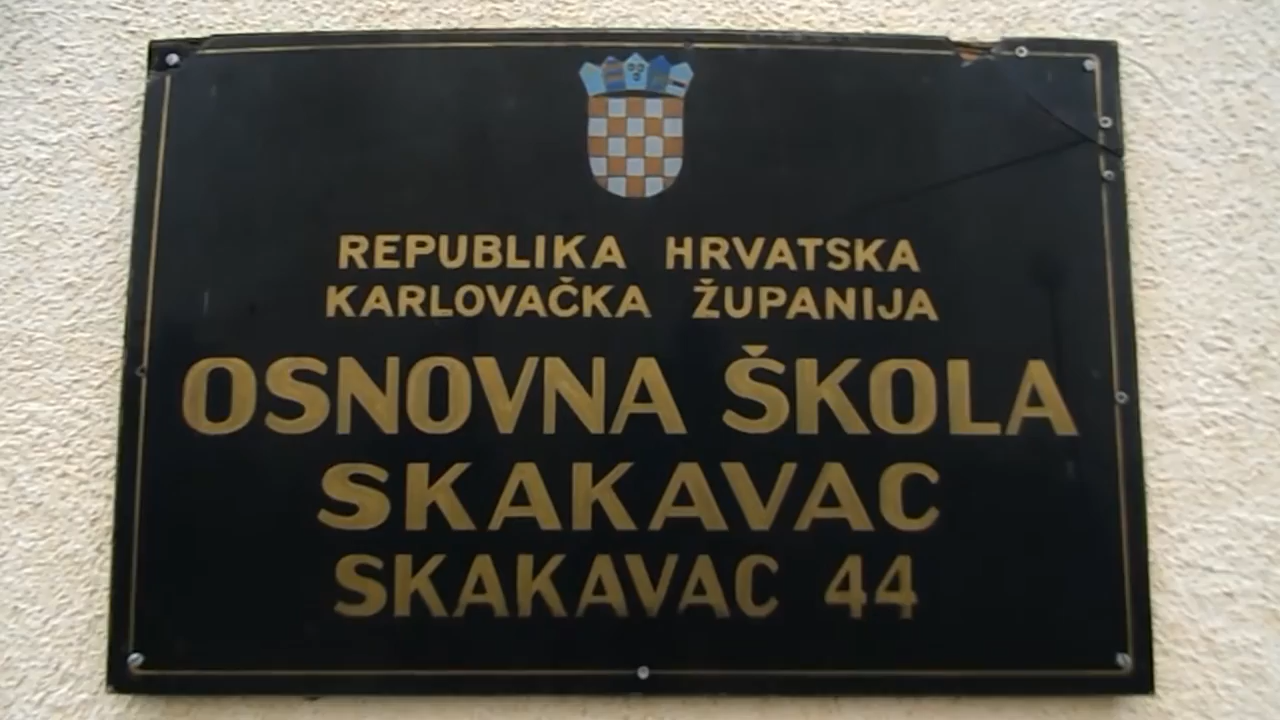 REPUBLIKA HRVATSKA
KARLOVAČKA ŽUPANIJA
OSNOVNA ŠKOLA
SKAKAVAC
SKAKAVAC 44